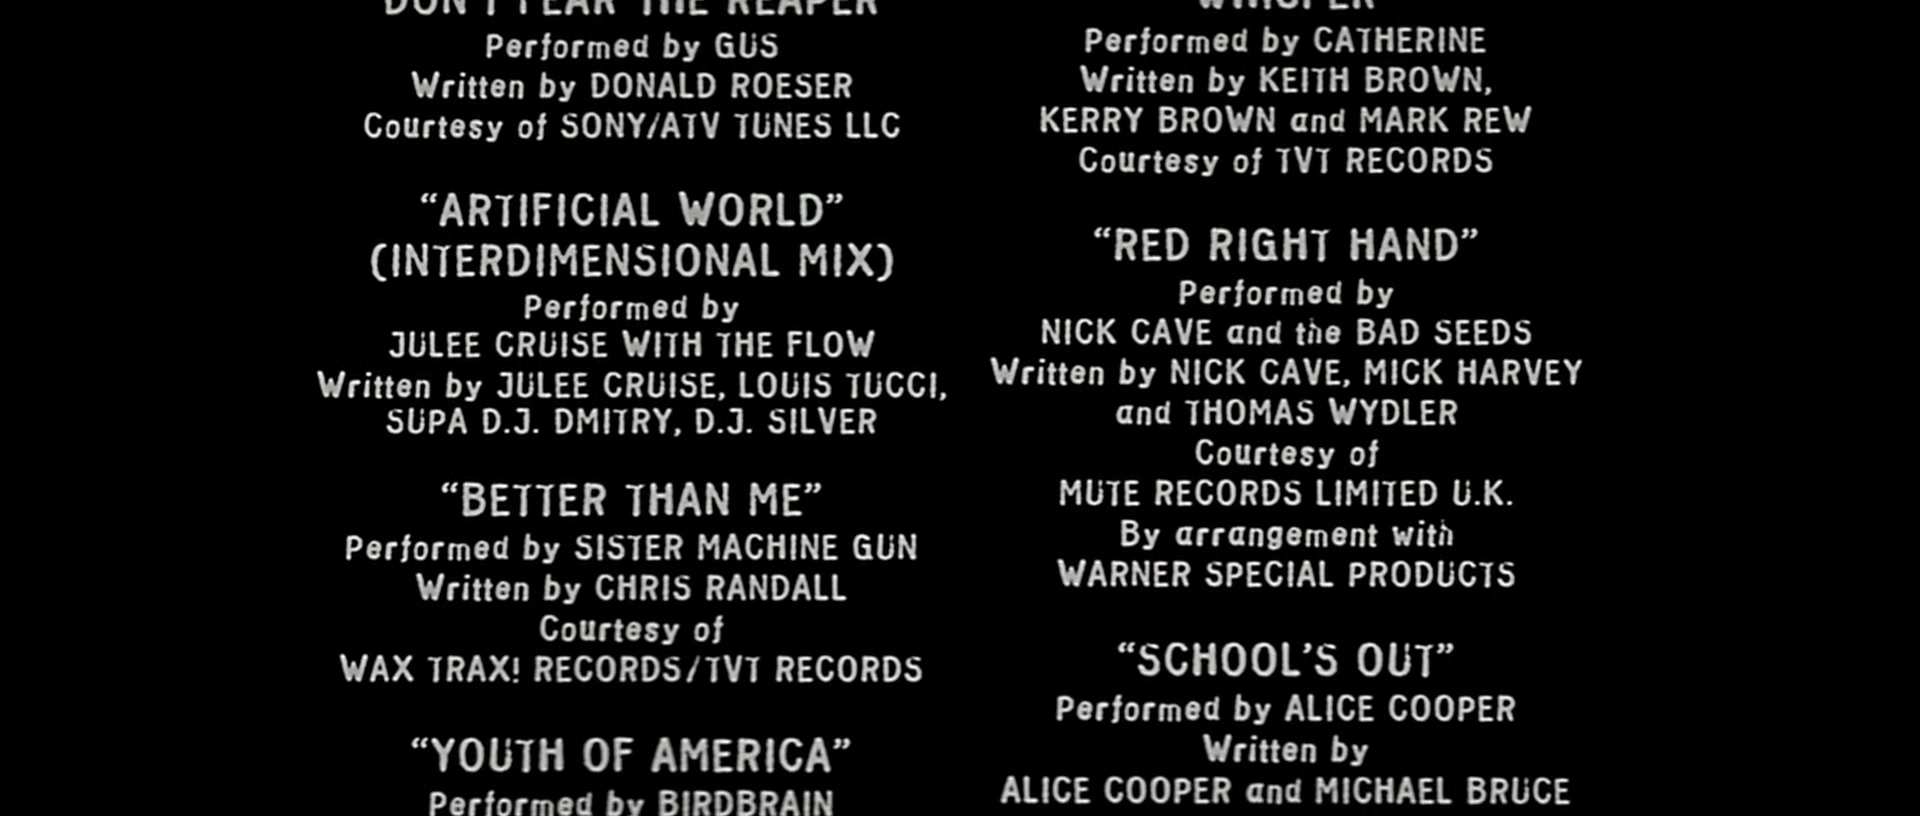 DON'T FEAR THE REAPER
Performed by GUS
Written by DONALD ROESER
Courtesy of SONY/ATV TUNES LLC
“ARTIFICIAL WORLD”
(INTERDIMENSIONAL MIX)
Performed by
JULEE CRUISE WITH THE FLOW
Written by JULEE CRUISE, LOUIS TUCCI,
SUPA D.J. DMITRY, D.J. SILVER
“BETTER THAN ME”
Performed by SISTER MACHINE GUN
Written by CHRIS RANDALL
Courtesy of
WAX TRAX! RECORDS/TVT RECORDS
“YOUTH OF AMERICA”
Performed by BIRDBRAIN
WHISPER
Performed by CATHERINE
Written by KEITH BROWN,
KERRY BROWN and MARK REW
Courtesy of TVT RECORDS
“RED RIGHT HAND”
Performed by
NICK CAVE and the BAD SEEDS
Written by NICK CAVE, MICK HARVEY
and THOMAS WYDLER
Courtesy of
MUTE RECORDS LIMITED U.K.
By arrangement with
WARNER SPECIAL PRODUCTS
“SCHOOL'S OUT”
Performed by ALICE COOPER
Written by
ALICE COOPER and MICHAEL BRUCE